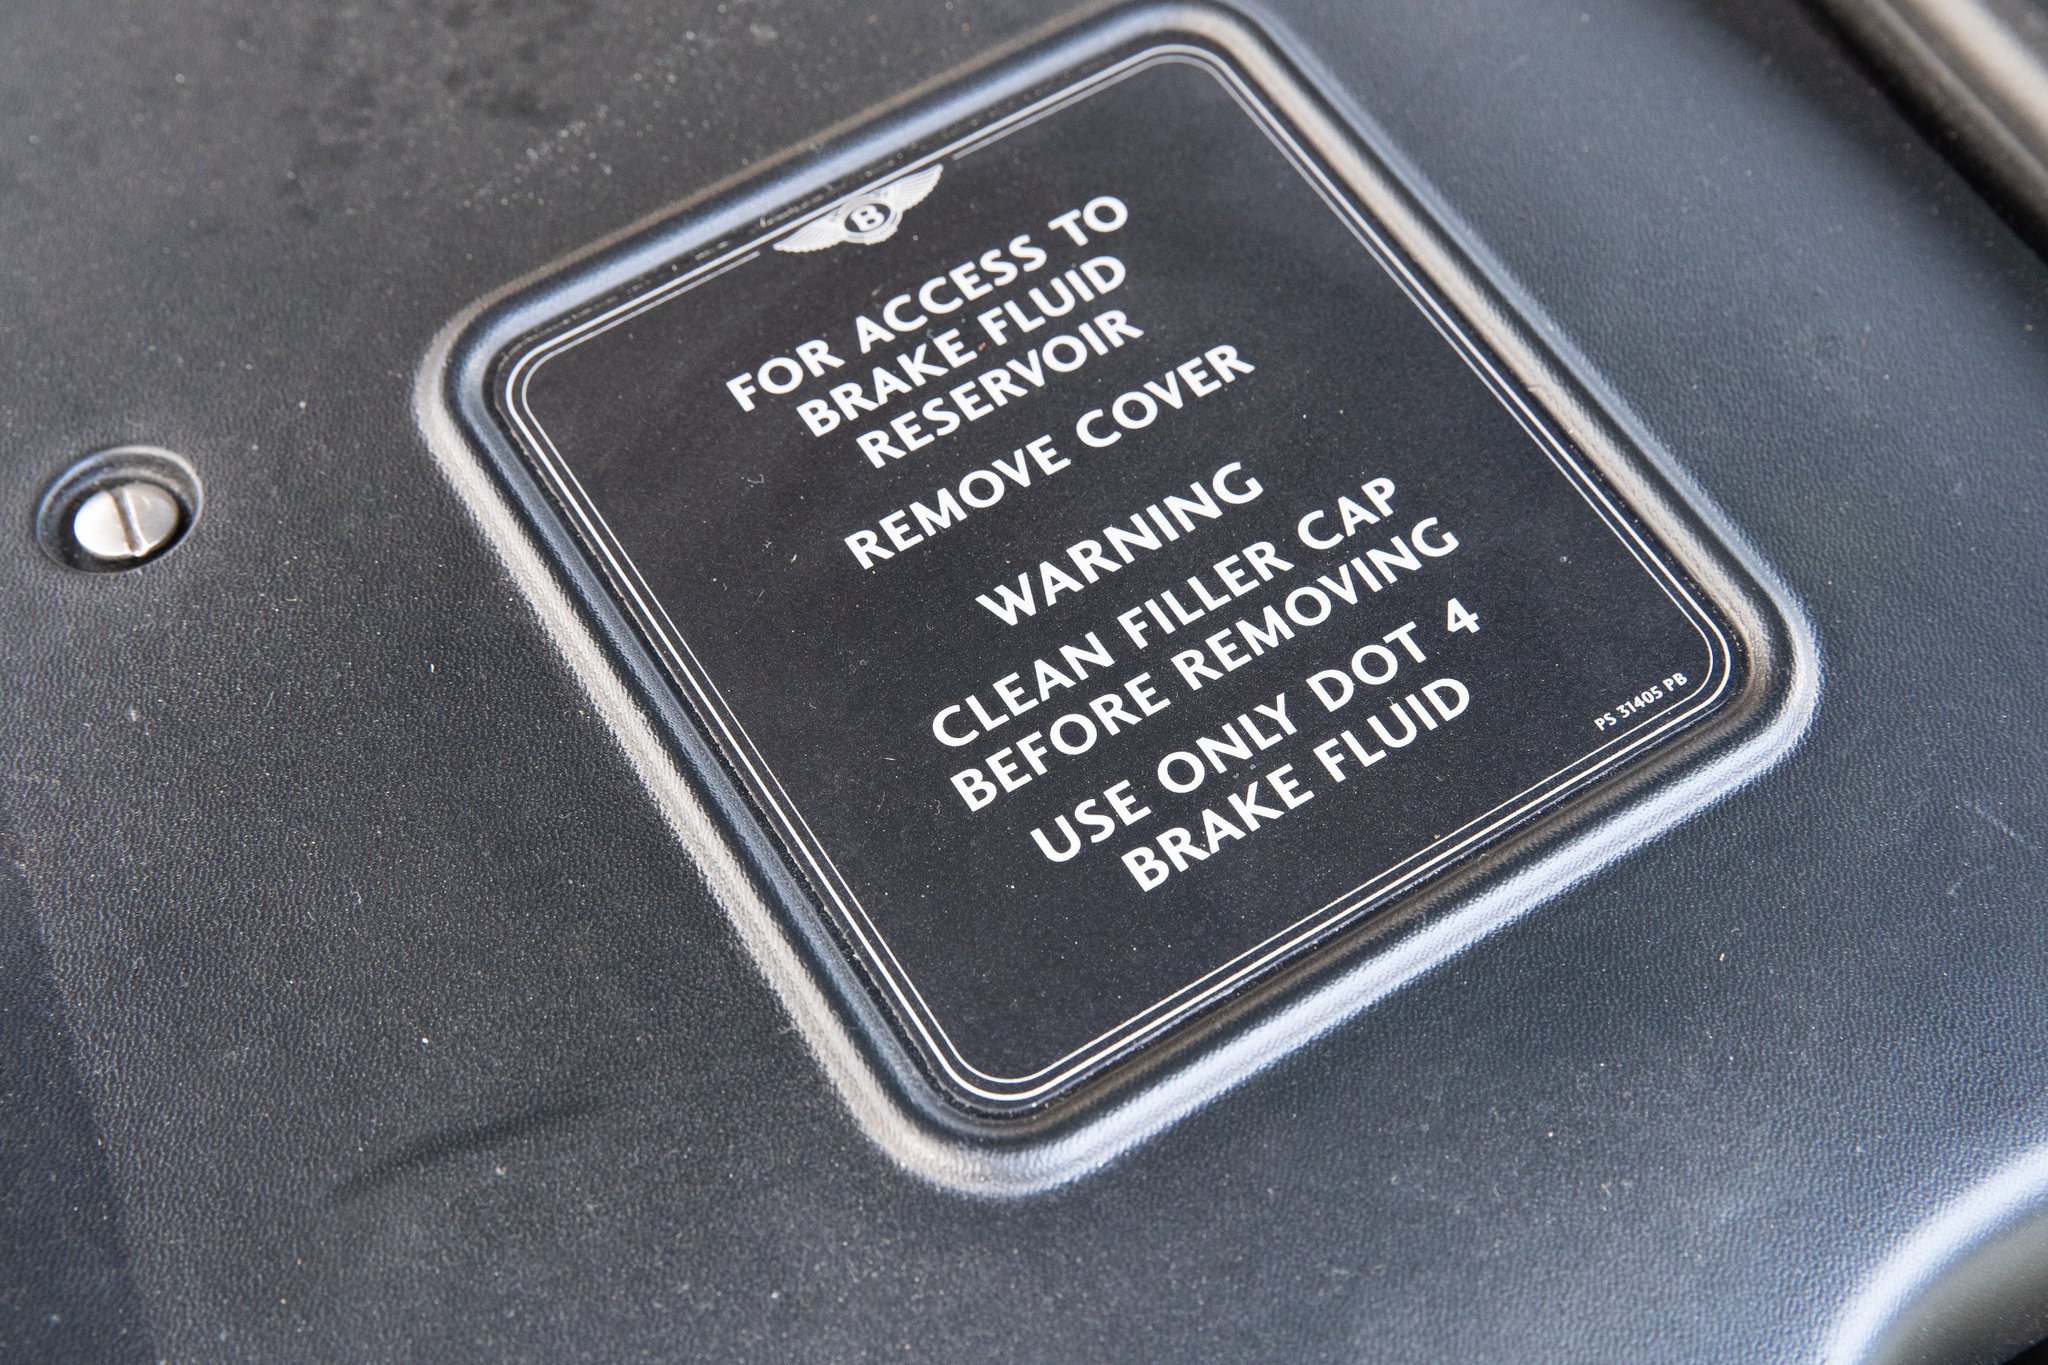 B
FOR ACCESS TO
BRAKE FLUID
RESERVOIR
REMOVE COVER
WARNING
CLEAN FILLER CAP
BEFORE REMOVING
USE ONLY DOT 4
BRAKE FLUID
PS 31405 PB